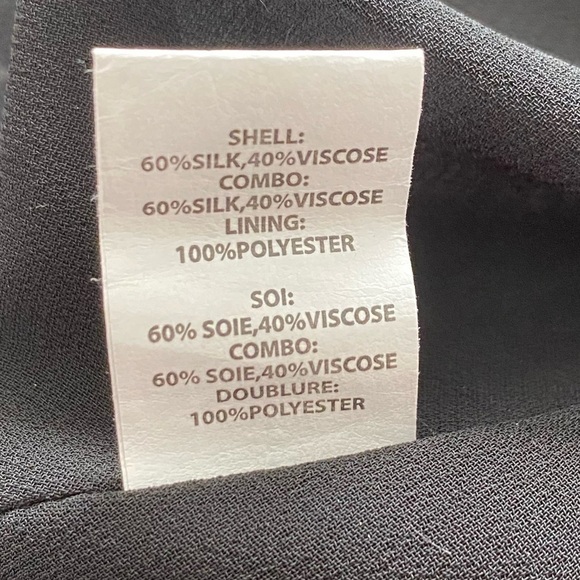 SHELL:
60%SILK,40%VISCOSE
COMBO:
60%SILK,40%VISCOSE
LINING:
100%POLYESTER
SOI:
60% SOIE,40%VISCOSE
COMBO:
60% SOIE,40%VISCOSE
DOUBLURE:
100%POLYESTER